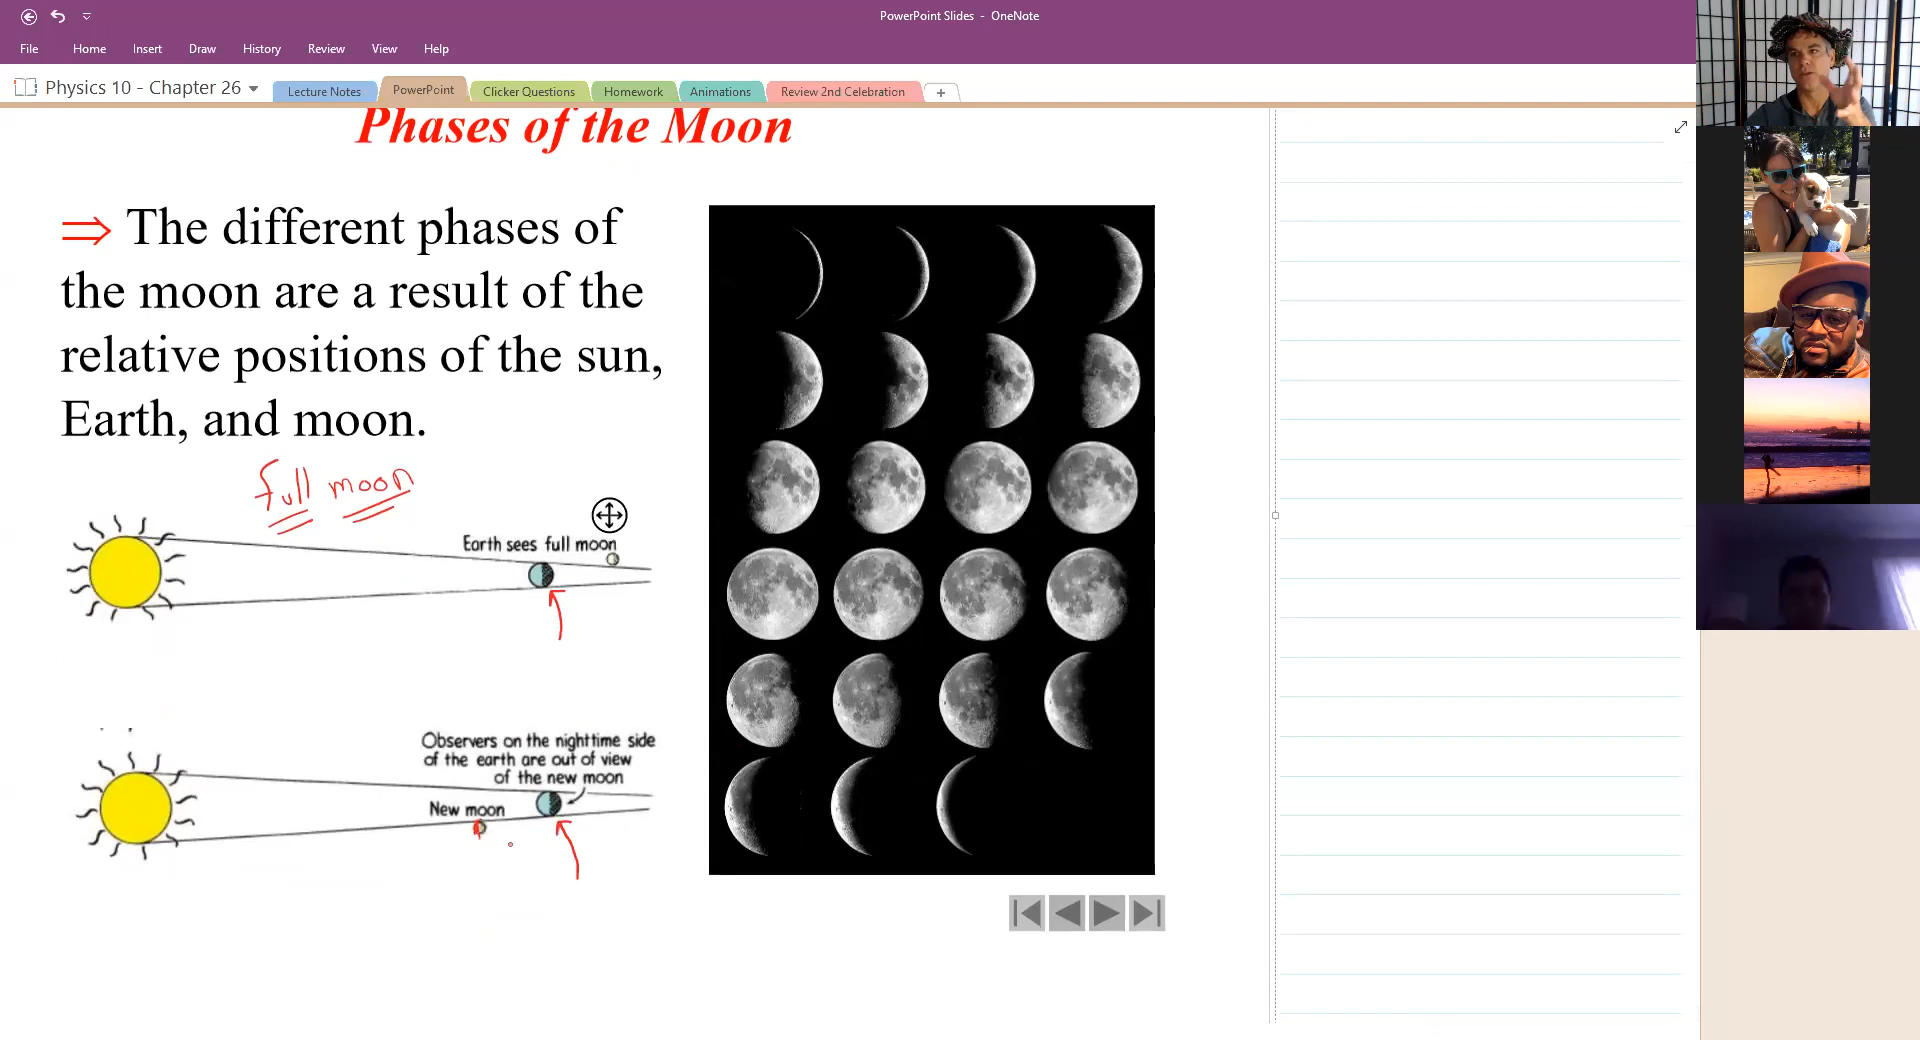 PowerPoint Slides - OneNote
File Home Insert Draw History Review View Help
Physics 10 - Chapter 26
Lecture Notes PowerPoint Clicker Questions Homework Animations Review 2nd Celebration +
Phases of the Moon
⇒ The different phases of
the moon are a result of the
relative positions of the sun,
Earth, and moon.
full moon
Earth sees full moon
Observers on the nighttime side
of the earth are out of view
of the new moon
New moon